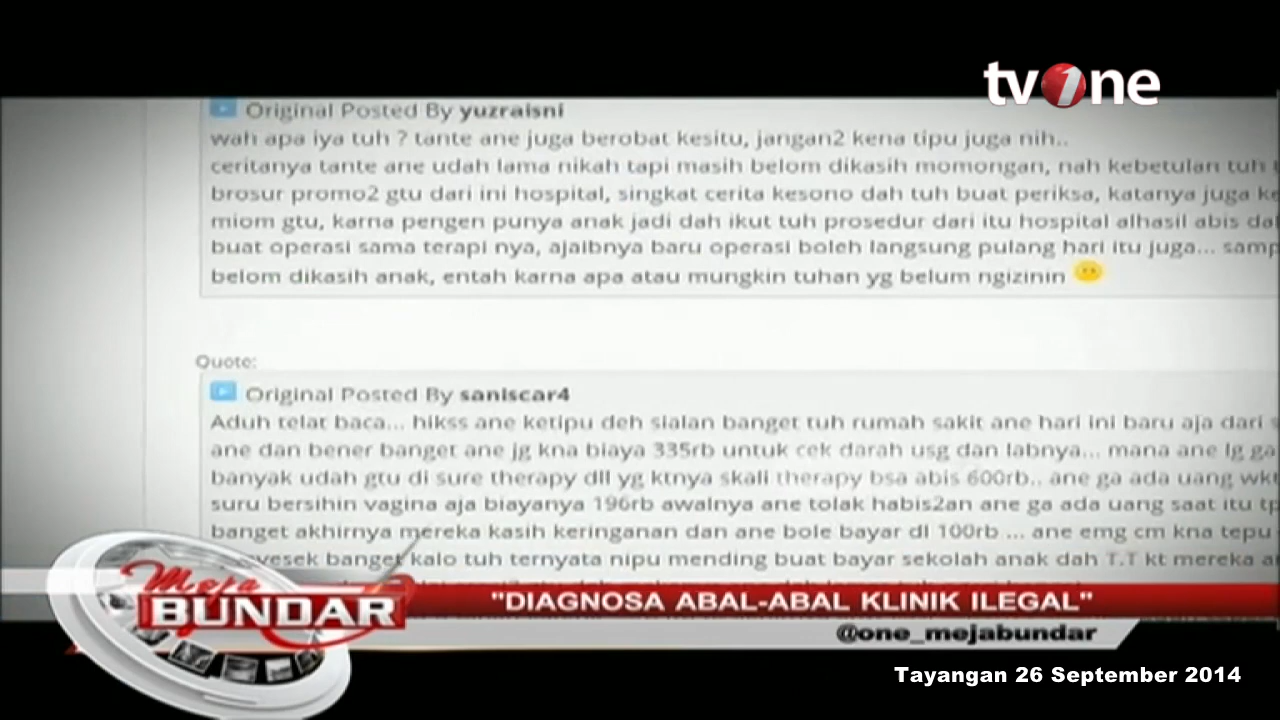 tvOne
Original Posted By yuzraisni
wah apa iya tuh ? tante ane juga berobat kesitu, jangan2 kena tipu juga nih..
ceritanya tante ane udah lama nikah tapi masih belom dikasih momongan, nah kebetulan tuh
brosur promo2 gtu dari ini hospital, singkat cerita kesono dah tuh buat periksa, katanya juga
miom gtu, karna pengen punya anak jadi dah ikut tuh prosedur dari itu hospital alhasil abis
buat operasi sama terapi nya, ajaibnya baru operasi boleh langsung pulang hari itu juga...
belom dikasih anak, entah karna apa atau mungkin tuhan yg belum ngizinin
Quote:
Original Posted By saniscar4
Aduh telat baca... hikss ane ketipu deh sialan banget tuh rumah sakit ane hari ini baru aja dari
ane dan bener banget ane jg kna biaya 335rb untuk cek darah usg dan labnya... mana ane lg
banyak udah gtu di sure therapy dll yg ktnya skali therapy bsa abis 600rb.. ane ga ada uang
suru bersihin vagina aja biayanya 196rb awalnya ane tolak habis2an ane ga ada uang saat itu
banget akhirnya mereka kasih keringanan dan ane bole bayar dl 100rb ... ane emg cm kna tepu
banget kalo tuh ternyata nipu mending buat bayar sekolah anak dah T.T kt mereka
Meja
BUNDAR
"DIAGNOSA ABAL-ABAL KLINIK ILEGAL"
@one_mejabundar
Tayangan 26 September 2014